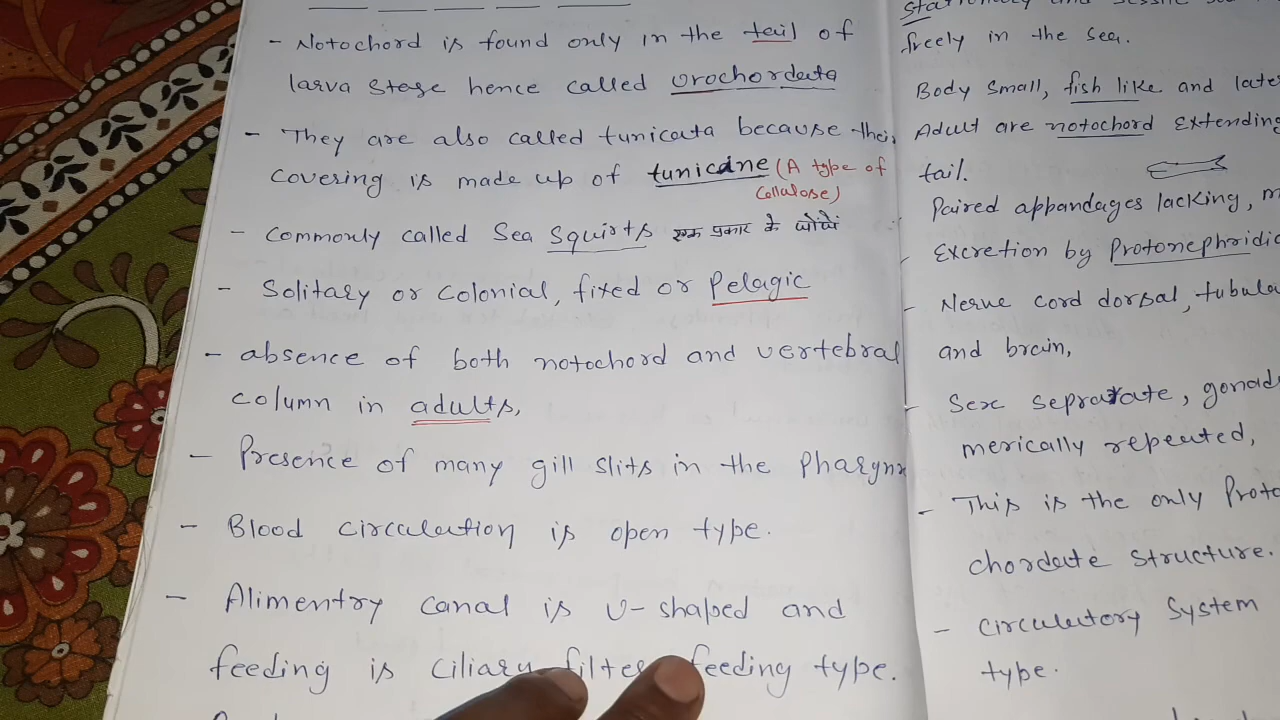 - Notochord is found only in the tail of
larva stage hence called urochordata
- They are also called tunicata because their
covering is made up of tunicine (A type of
cellulose)
- Commonly called Sea Squirts एक प्रकार के घोंघे
- Solitary or colonial, fixed or Pelagic
- absence of both notochord and vertebral
column in adults,
- Presence of many gill slits in the Pharynx
- Blood circulation is open type.
- Alimentry canal is U-shaped and
feeding is ciliary filter feeding type.
freely in the sea.
Body small, fish like and
Adult are notochord extending
tail.
Paired appandages lacking,
Excretion by Protonephridi
- Nerve cord dorsal, tubula
and brain,
- Sex seprate, gonad
merically repeated,
- This is the only Proto
chordate structure.
- Circulatory System
type.